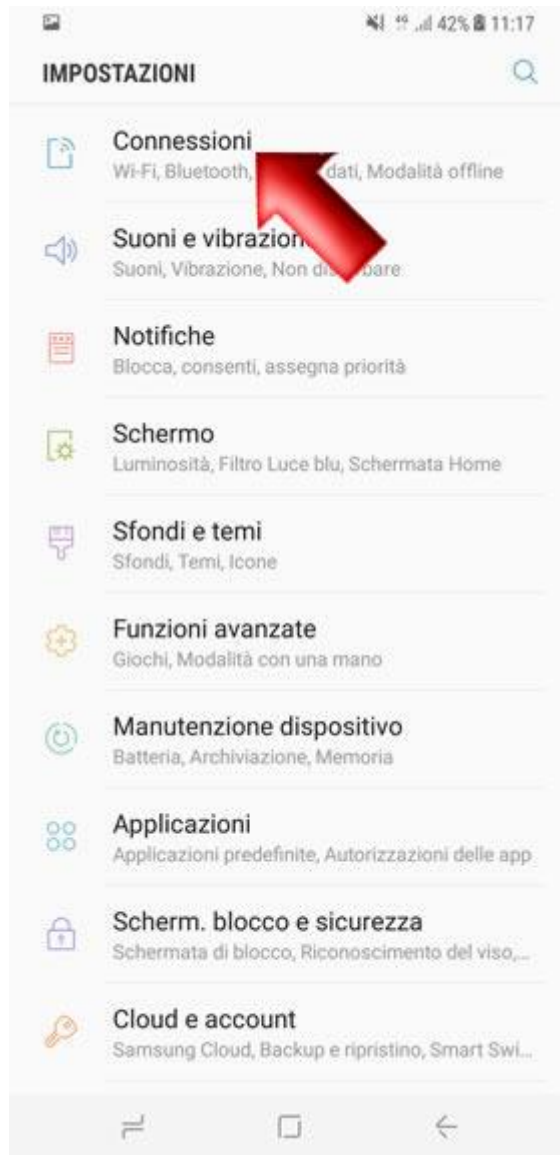 42% 11:17
IMPOSTAZIONI
Connessioni
Wi-Fi, Bluetooth, dati, Modalità offline
Suoni e vibrazion
Suoni, Vibrazione, Non bare
Notifiche
Blocca, consenti, assegna priorità
Schermo
Luminosità, Filtro Luce blu, Schermata Home
Sfondi e temi
Sfondi, Temi, Icone
Funzioni avanzate
Giochi, Modalità con una mano
Manutenzione dispositivo
Batteria, Archiviazione, Memoria
Applicazioni
Applicazioni predefinite, Autorizzazioni delle app
Scherm. blocco e sicurezza
Schermata di blocco, Riconoscimento del viso,...
Cloud e account
Samsung Cloud, Backup e ripristino, Smart Swi...